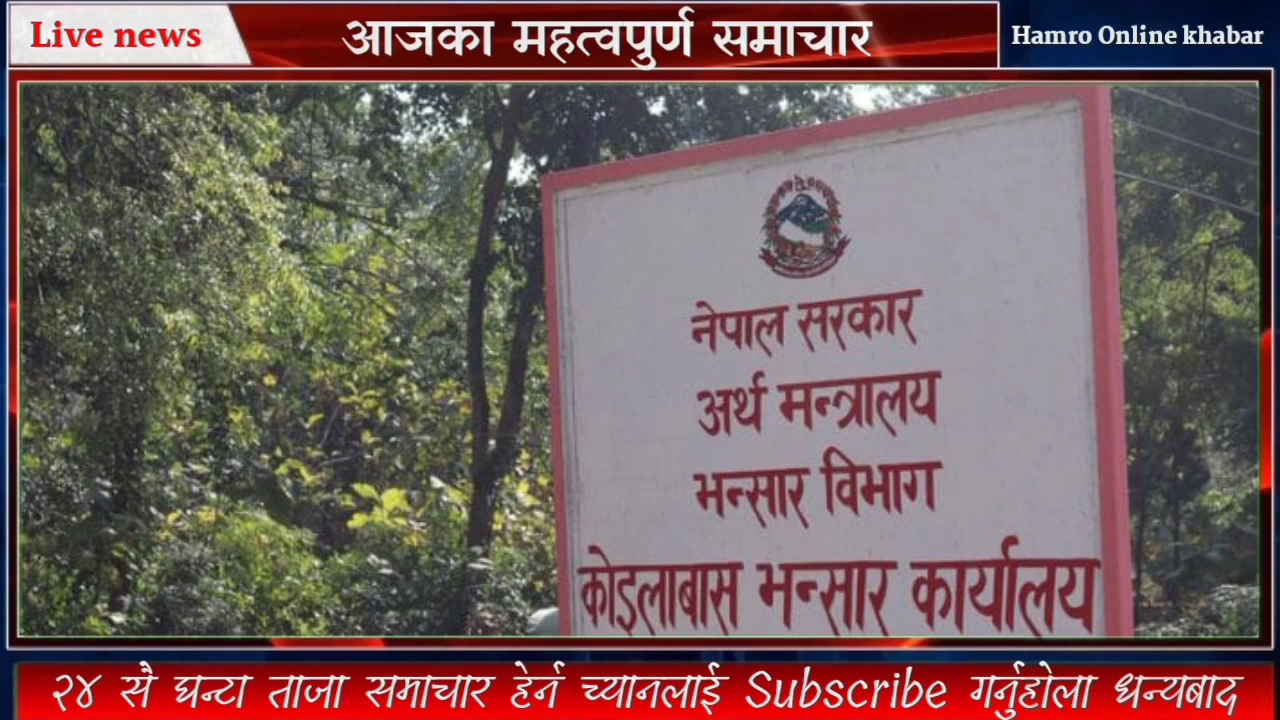 Live news
आजका महत्वपुर्ण समाचार
Hamro Online khabar
नेपाल सरकार
अर्थ मन्त्रालय
भन्सार विभाग
कोइलाबास भन्सार कार्यालय
२४ सै घन्टा ताजा समाचार हेर्न च्यानलाई Subscribe गर्नुहोला धन्यबाद